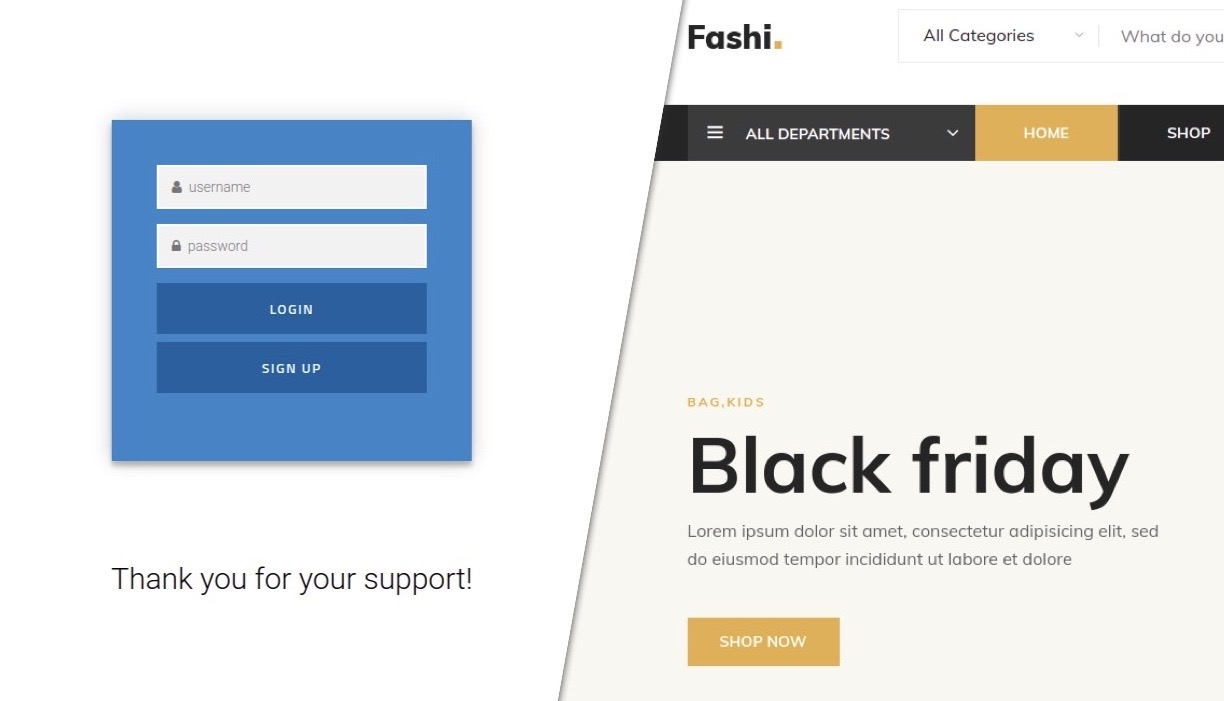 username
password
LOGIN
SIGN UP
Thank you for your support!
Fashi.
All Categories
What do you
ALL DEPARTMENTS
HOME
SHOP
BAG,KIDS
Black friday
Lorem ipsum dolor sit amet, consectetur adipisicing elit, sed
do eiusmod tempor incididunt ut labore et dolore
SHOP NOW